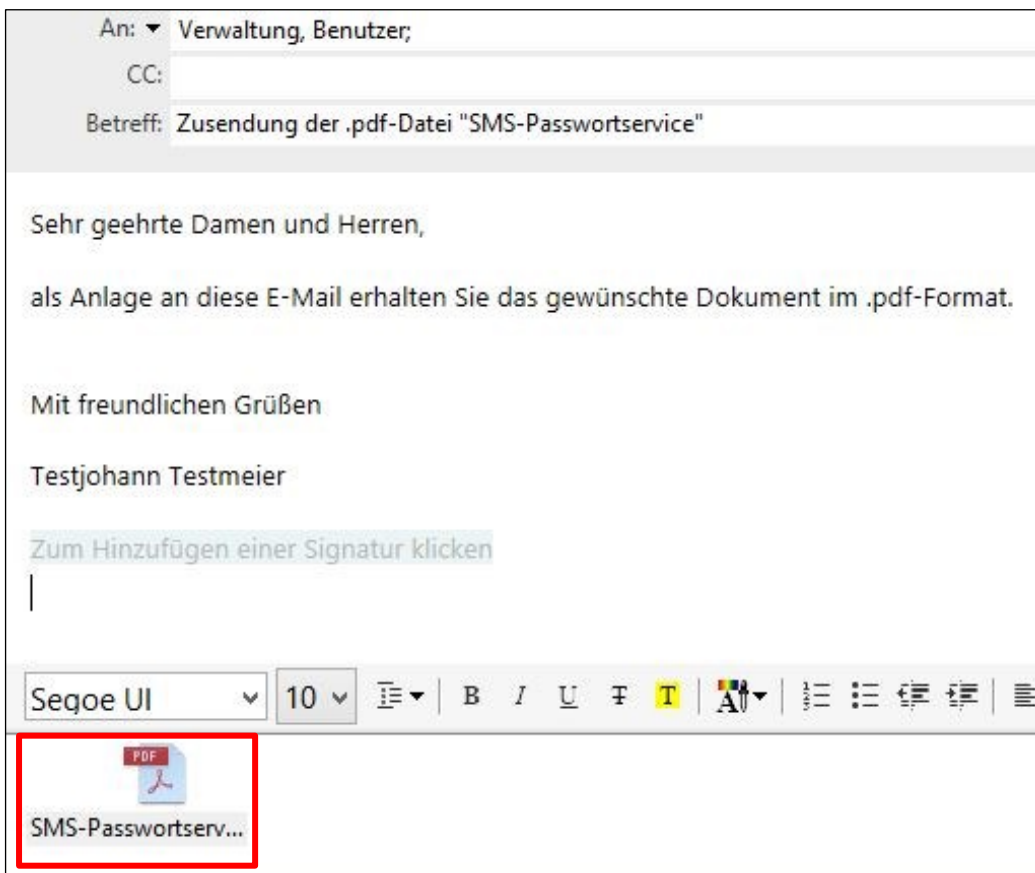 An: Verwaltung, Benutzer;
CC:
Betreff: Zusendung der .pdf-Datei "SMS-Passwortservice"
Sehr geehrte Damen und Herren,
als Anlage an diese E-Mail erhalten Sie das gewünschte Dokument im .pdf-Format.
Mit freundlichen Grüßen
Testjohann Testmeier
Zum Hinzufügen einer Signatur klicken
Segoe UI 10 B I U T T A
PDF
SMS-Passwortserv...